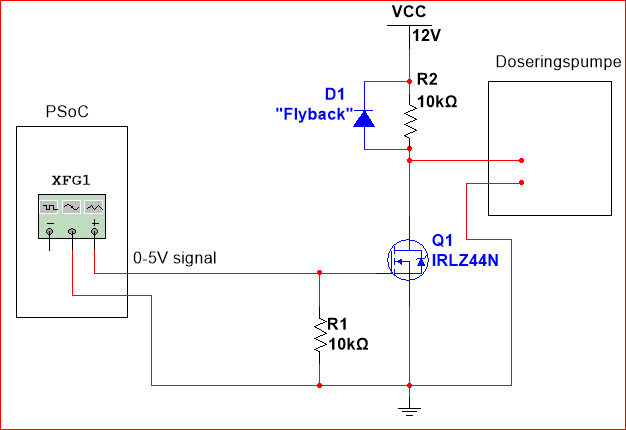 VCC
12V
Doseringspumpe
R2
10kΩ
D1
"Flyback"
PSoC
XFG1
Q1
IRLZ44N
0-5V signal
R1
10kΩ